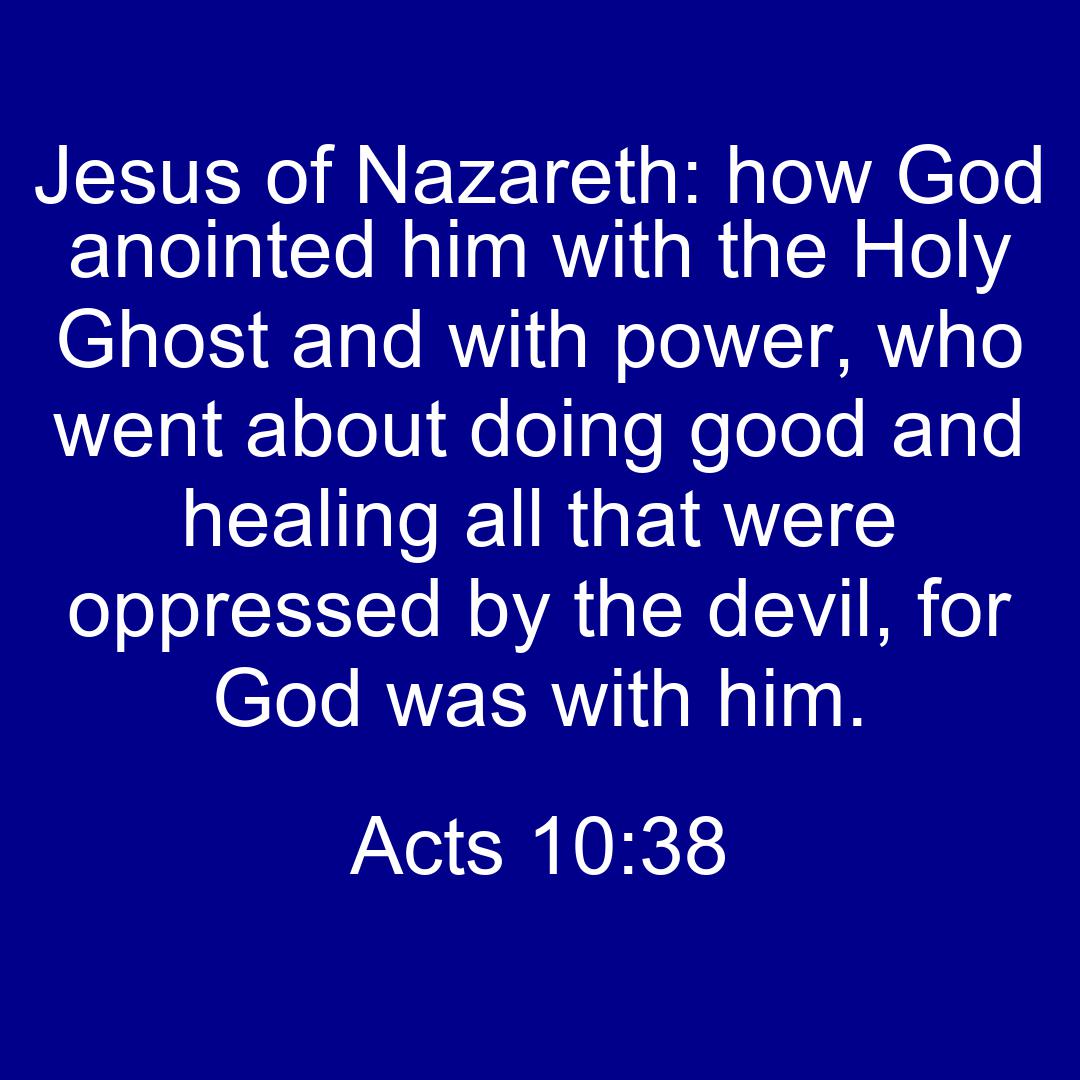 Jesus of Nazareth: how God
anointed him with the Holy
Ghost and with power, who
went about doing good and
healing all that were
oppressed by the devil, for
God was with him.
Acts 10:38